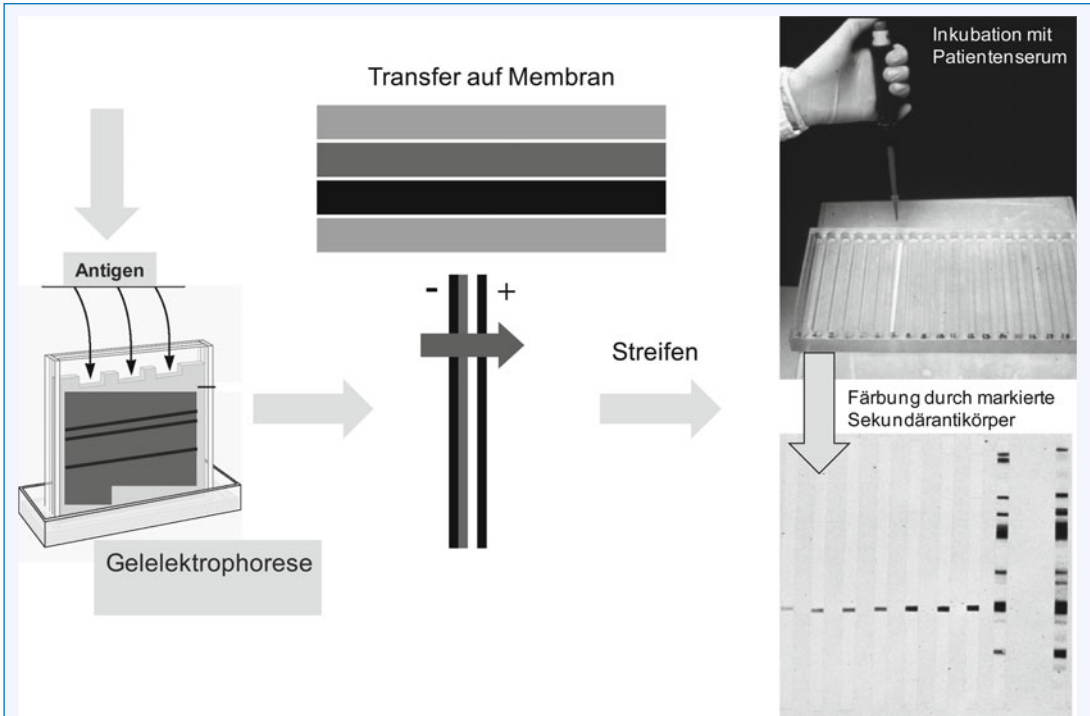 Antigen
Gelelektrophorese
Transfer auf Membran
-
+
Streifen
Inkubation mit
Patientenserum
Färbung durch markierte
Sekundärantikörper